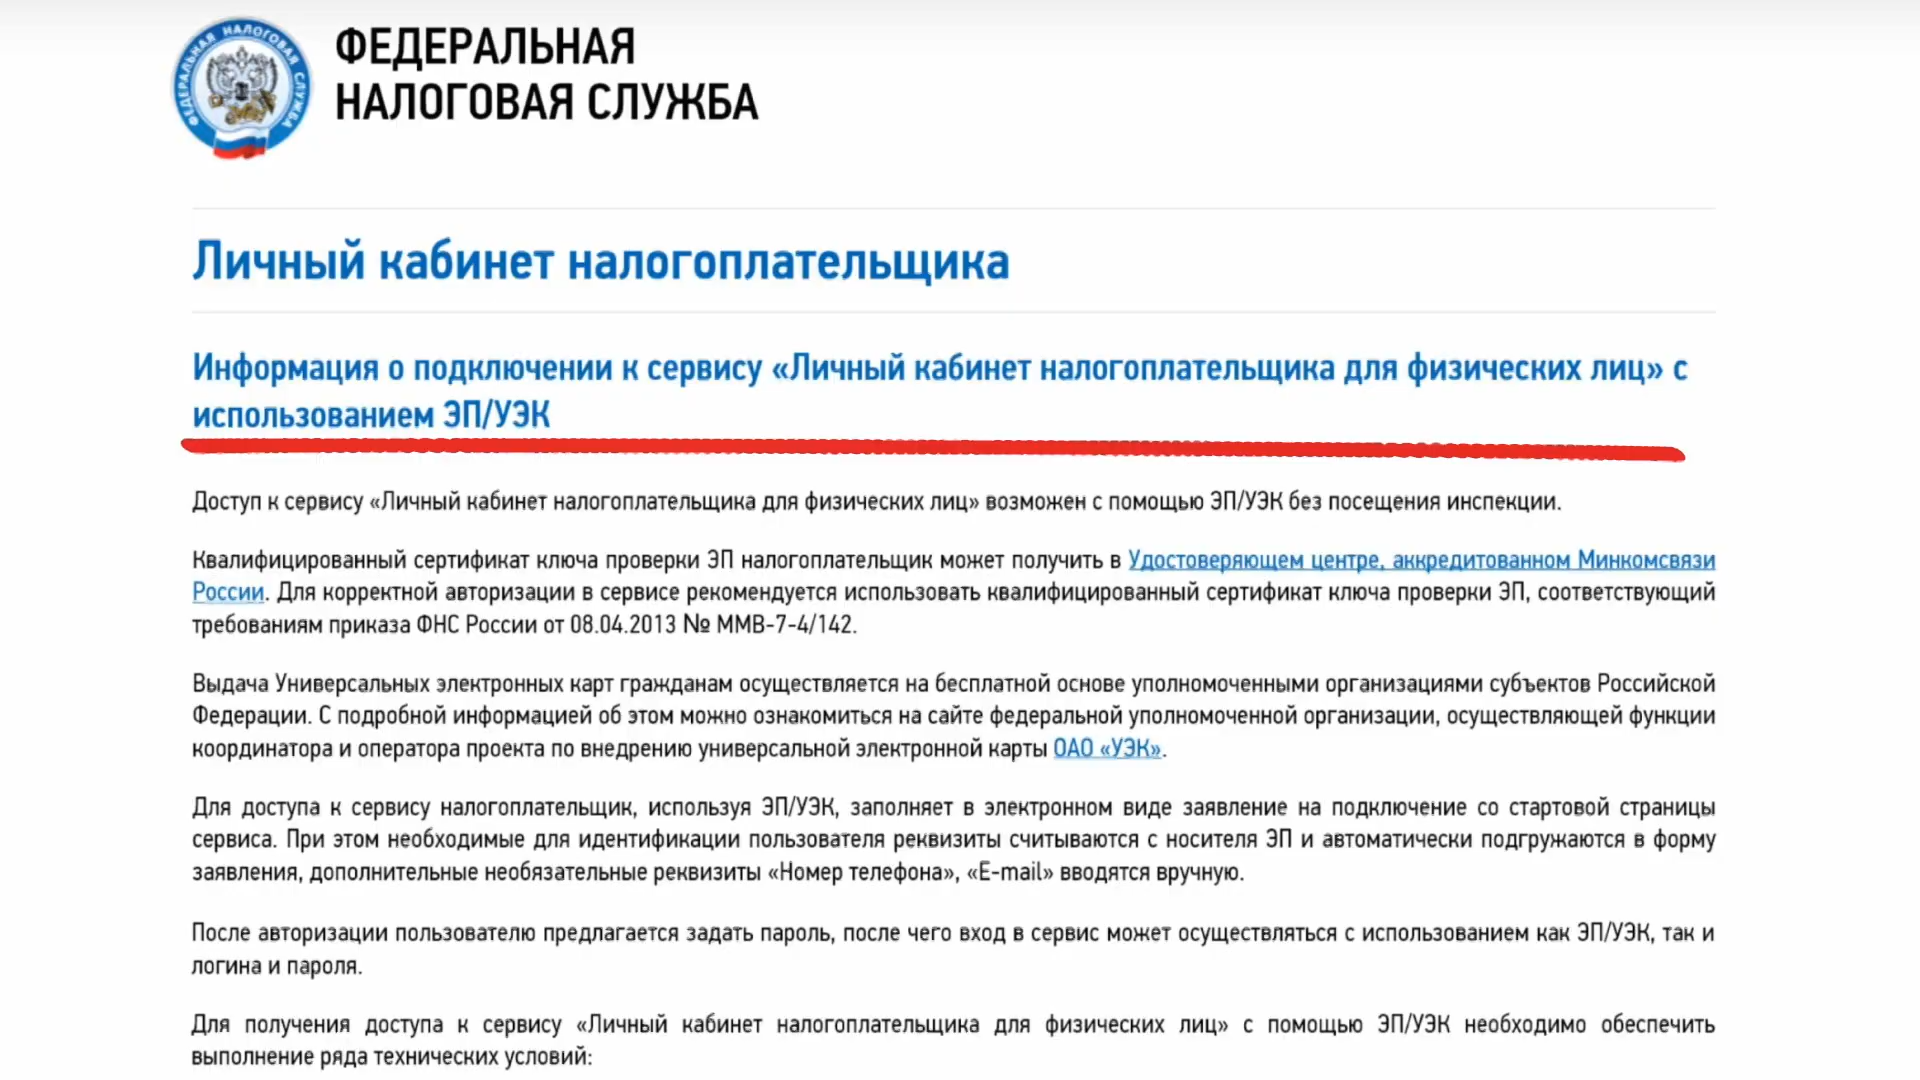 ФЕДЕРАЛЬНАЯ НАЛОГОВАЯ СЛУЖБА
ФЕДЕРАЛЬНАЯ
НАЛОГОВАЯ СЛУЖБА
Личный кабинет налогоплательщика
Информация о подключении к сервису «Личный кабинет налогоплательщика для физических лиц» с
использованием ЭП/УЭК
Доступ к сервису «Личный кабинет налогоплательщика для физических лиц» возможен с помощью ЭП/УЭК без посещения инспекции.
Квалифицированный сертификат ключа проверки ЭП налогоплательщик может получить в Удостоверяющем центре, аккредитованном Минкомсвязи
России. Для корректной авторизации в сервисе рекомендуется использовать квалифицированный сертификат ключа проверки ЭП, соответствующий
требованиям приказа ФНС России от 08.04.2013 № ММВ-7-4/142.
Выдача Универсальных электронных карт гражданам осуществляется на бесплатной основе уполномоченными организациями субъектов Российской
Федерации. С подробной информацией об этом можно ознакомиться на сайте федеральной уполномоченной организации, осуществляющей функции
координатора и оператора проекта по внедрению универсальной электронной карты ОАО «УЭК».
Для доступа к сервису налогоплательщик, используя ЭП/УЭК, заполняет в электронном виде заявление на подключение со стартовой страницы
сервиса. При этом необходимые для идентификации пользователя реквизиты считываются с носителя ЭП и автоматически подгружаются в форму
заявления, дополнительные необязательные реквизиты «Номер телефона», «E-mail» вводятся вручную.
После авторизации пользователю предлагается задать пароль, после чего вход в сервис может осуществляться с использованием как ЭП/УЭК, так и
логина и пароля.
Для получения доступа к сервису «Личный кабинет налогоплательщика для физических лиц» с помощью ЭП/УЭК необходимо обеспечить
выполнение ряда технических условий: